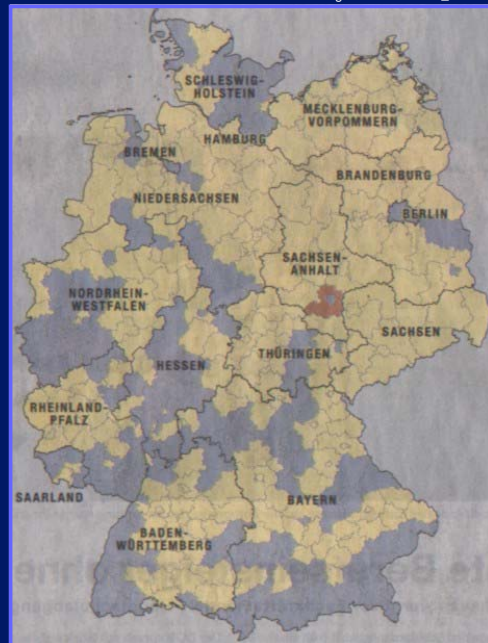 SCHLESWIG-
HOLSTEIN
MECKLENBURG-
VORPOMMERN
HAMBURG
BREMEN
BRANDENBURG
NIEDERSACHSEN
BERLIN
SACHSEN-
ANHALT
NORDRHEIN-
WESTFALEN
SACHSEN
THÜRINGEN
HESSEN
RHEINLAND-
PFALZ
SAARLAND
BAYERN
BADEN-
WÜRTTEMBERG